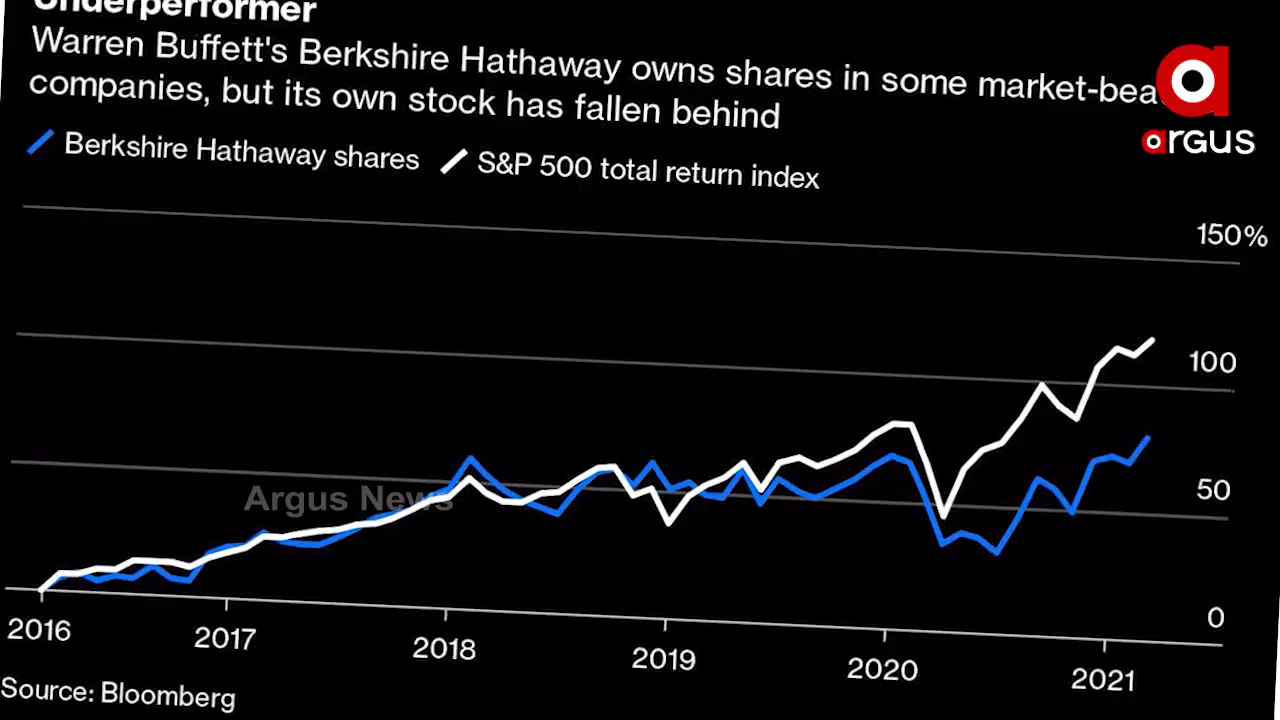 Underperformer
Warren Buffett's Berkshire Hathaway owns shares in some
companies, but its own stock has fallen behind
Berkshire Hathaway shares S&P 500 total return index
argus
150%
100
50
0
Argus News
2016 2017 2018 2019 2020 2021
Source: Bloomberg